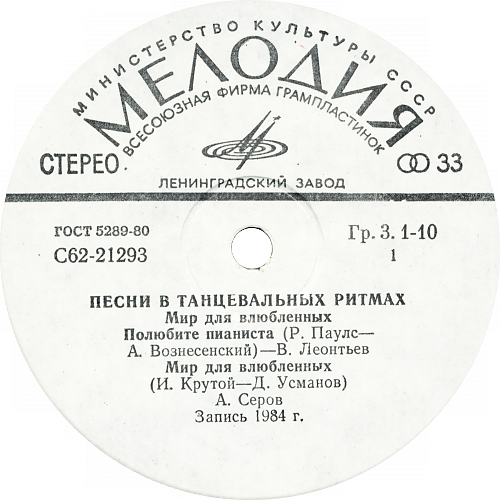 МИНИСТЕРСТВО КУЛЬТУРЫ СССР
МЕЛОДИЯ
ВСЕСОЮЗНАЯ ФИРМА ГРАМПЛАСТИНОК
СТЕРЕО 33
ЛЕНИНГРАДСКИЙ ЗАВОД
ГОСТ 5289-80 Гр. 3. 1-10
С62-21293 1
ПЕСНИ В ТАНЦЕВАЛЬНЫХ РИТМАХ
Мир для влюбленных
Полюбите пианиста (Р. Паулс—
А. Вознесенский)—В. Леонтьев
Мир для влюбленных
(И. Крутой—Д. Усманов)
А. Серов
Запись 1984 г.